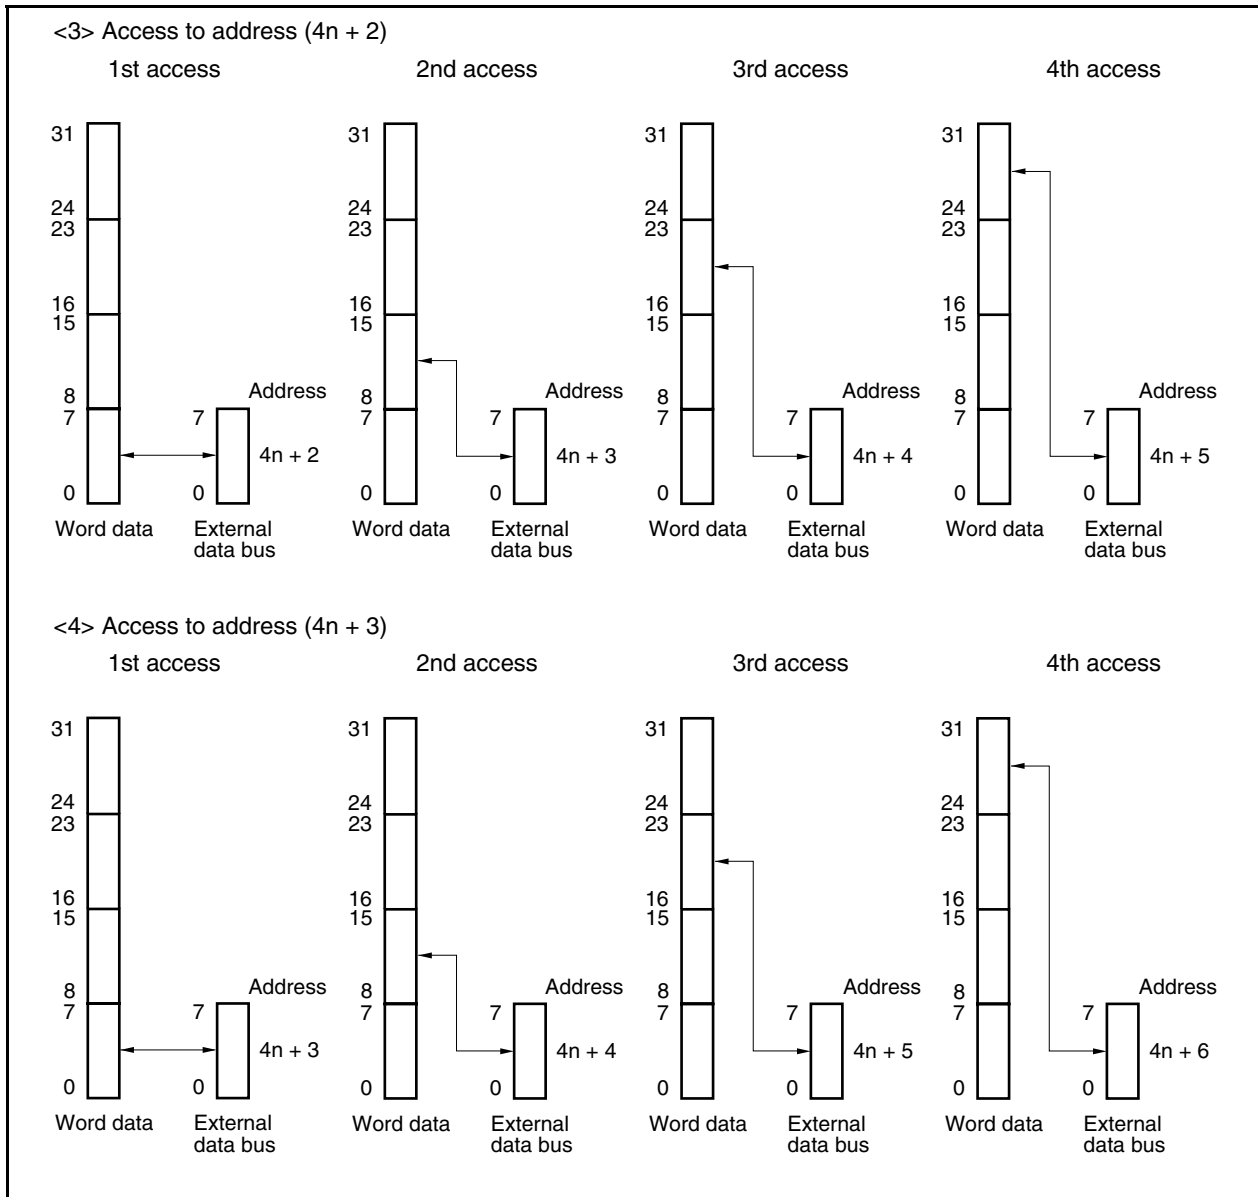 <3> Access to address (4n + 2)
1st access 2nd access 3rd access 4th access
31 31 31 31
24 24 24 24
23 23 23 23
16 16 16 16
15 15 15 15
8 Address 8 Address 8 Address 8 Address
7 7 7 7 7 7 7 7
4n + 2 4n + 3 4n + 4 4n + 5
0 0 0 0 0 0 0 0
Word data External Word data External Word data External Word data External
data bus data bus data bus data bus
<4> Access to address (4n + 3)
1st access 2nd access 3rd access 4th access
31 31 31 31
24 24 24 24
23 23 23 23
16 16 16 16
15 15 15 15
8 Address 8 Address 8 Address 8 Address
7 7 7 7 7 7 7 7
4n + 3 4n + 4 4n + 5 4n + 6
0 0 0 0 0 0 0 0
Word data External Word data External Word data External Word data External
data bus data bus data bus data bus